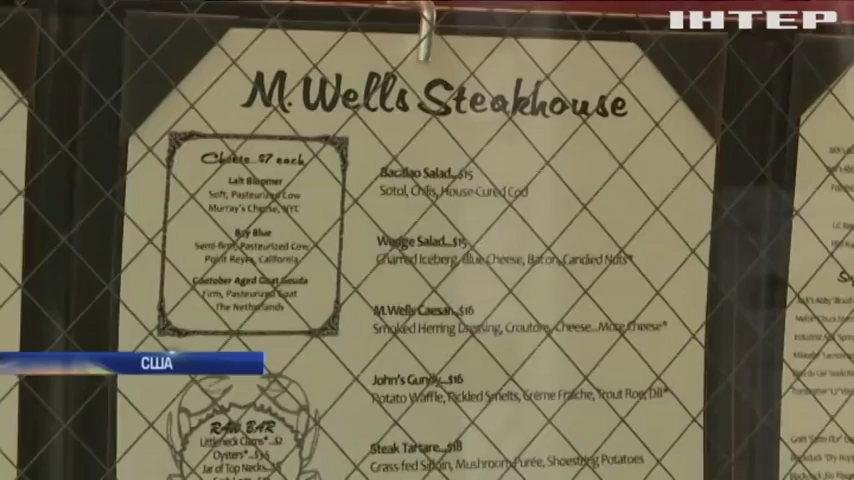 ІНТЕР
M. Wells Steakhouse
Cheese...$7 each
Lait Bloomer
Soft, Pasteurized Cow
Murray's Cheese, NYC
Bay Blue
Semi-firm, Pasteurized Cow
Point Reyes, California
Coctober Aged Goat Gouda
Firm, Pasteurized Goat
The Netherlands
RAW BAR
Littleneck Clams*...$2
Oysters*...
Jar of Top Necks...
Bacalao Salad...$15
Sotol, Chilis, House-Cured Cod
Wedge Salad...$15
Charred Iceberg, Blue Cheese, Bacon, Candied Nuts*
M. Wells Caesar...$16
Smoked Herring Dressing, Croutons, Cheese...More Cheese*
John's Gundy...$16
Potato Waffle, Pickled Smelts, Crème Fraîche, Trout Roe, Dill*
Steak Tartare...$18
Grass-fed Sirloin, Mushroom Purée, Shoestring Potatoes
США